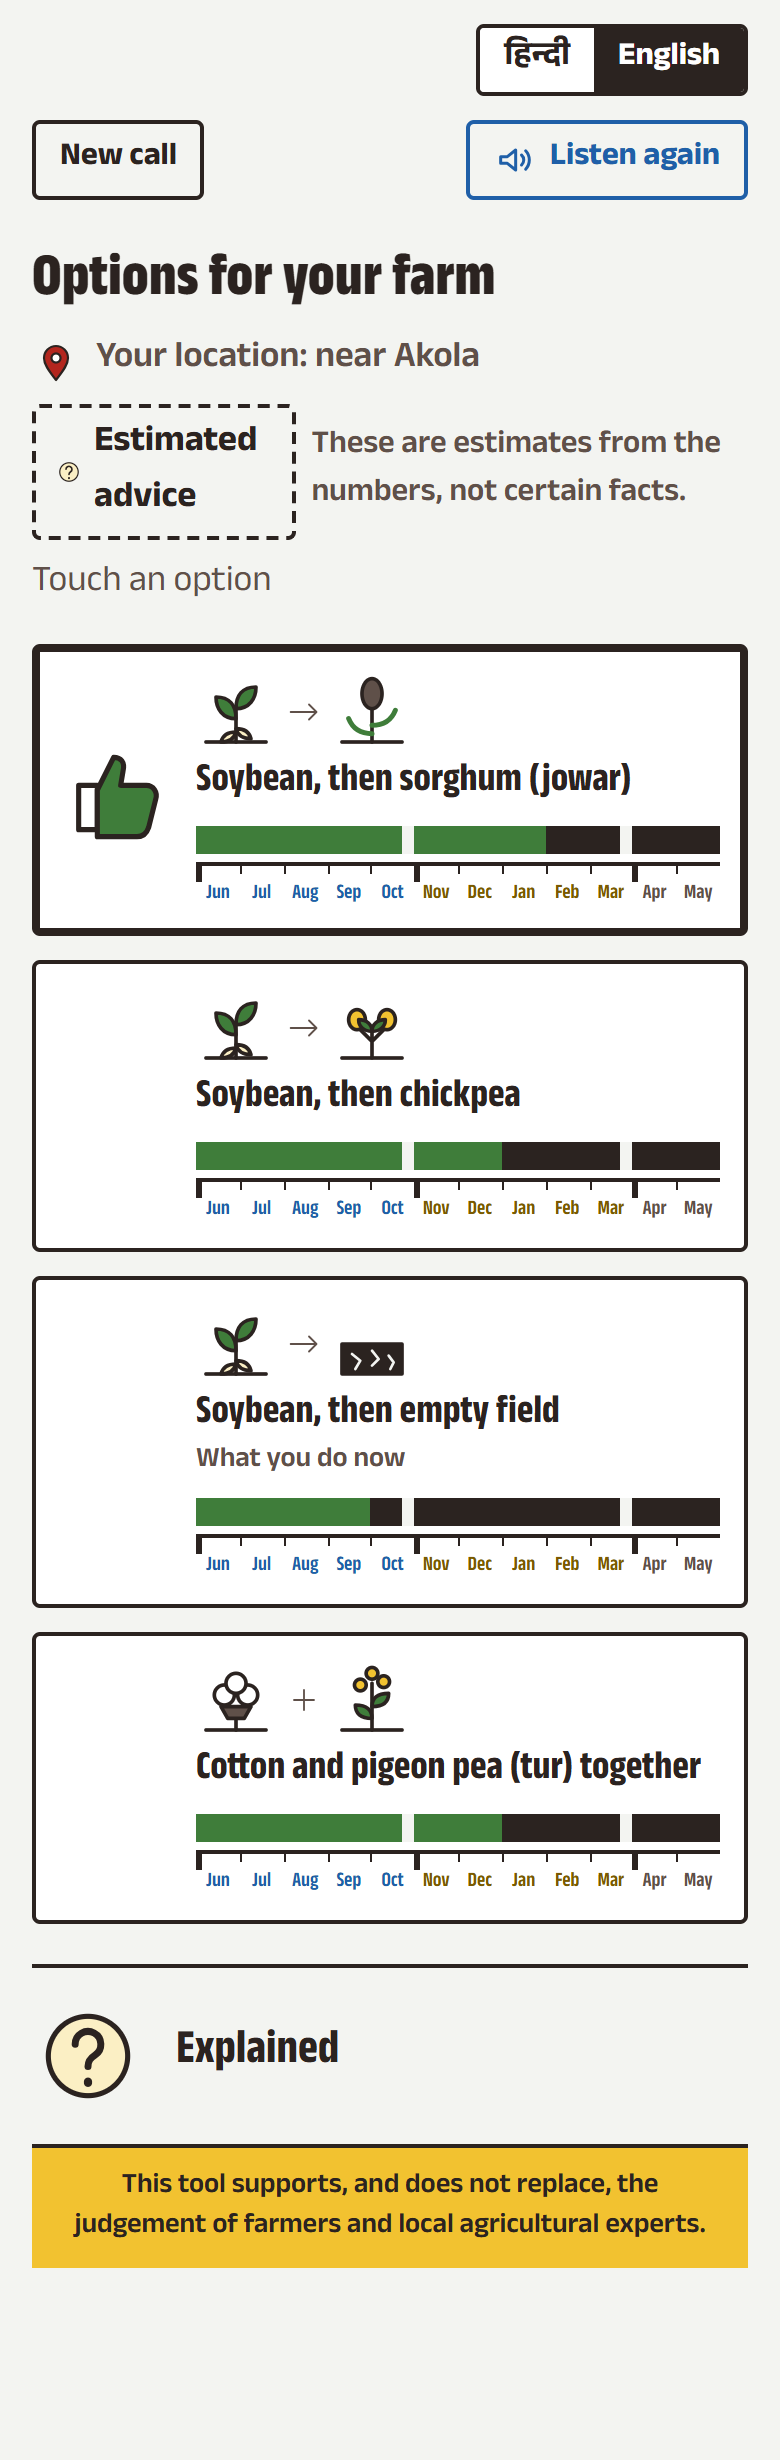 हिन्दी English
New call
Listen again
Options for your farm
Your location: near Akola
Estimated advice
These are estimates from the
numbers, not certain facts.
Touch an option
Soybean, then sorghum (jowar)
Jun Jul Aug Sep Oct Nov Dec Jan Feb Mar Apr May
Soybean, then chickpea
Jun Jul Aug Sep Oct Nov Dec Jan Feb Mar Apr May
Soybean, then empty field
What you do now
Jun Jul Aug Sep Oct Nov Dec Jan Feb Mar Apr May
Cotton and pigeon pea (tur) together
Jun Jul Aug Sep Oct Nov Dec Jan Feb Mar Apr May
Explained
This tool supports, and does not replace, the
judgement of farmers and local agricultural experts.